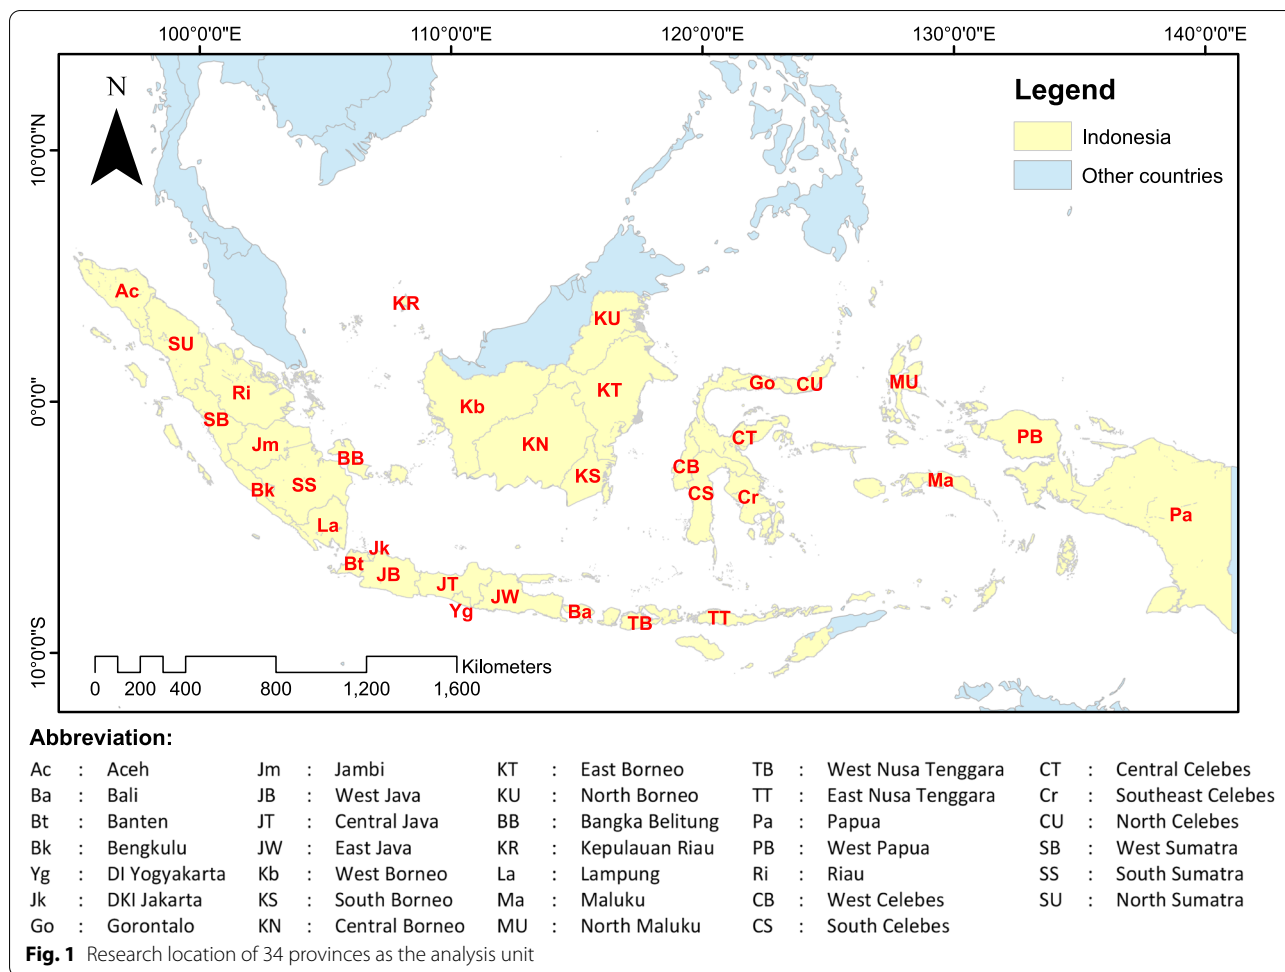 100°0'0"E 110°0'0"E 120°0'0"E 130°0'0"E 140°0'0"E
10°0'0"N
0°0'0"
10°0'0"S
N
Legend
Indonesia
Other countries
Ac
KR
KU
SU
Go
CU
MU
Ri
KT
Kb
SB
PB
CT
Jm
KN
BB
CB
KS
Ma
SS
Bk
CS
Cr
Pa
La
Jk
Bt
JB
JT
JW
Yg
Ba
TB
TT
Kilometers
0 200 400 800 1,200 1,600
Abbreviation:
Ac : Aceh Jm : Jambi KT : East Borneo TB : West Nusa Tenggara CT : Central Celebes
Ba : Bali JB : West Java KU : North Borneo TT : East Nusa Tenggara Cr : Southeast Celebes
Bt : Banten JT : Central Java BB : Bangka Belitung Pa : Papua CU : North Celebes
Bk : Bengkulu JW : East Java KR : Kepulauan Riau PB : West Papua SB : West Sumatra
Yg : DI Yogyakarta Kb : West Borneo La : Lampung Ri : Riau SS : South Sumatra
Jk : DKI Jakarta KS : South Borneo Ma : Maluku CB : West Celebes SU : North Sumatra
Go : Gorontalo KN : Central Borneo MU : North Maluku CS : South Celebes
Fig. 1 Research location of 34 provinces as the analysis unit